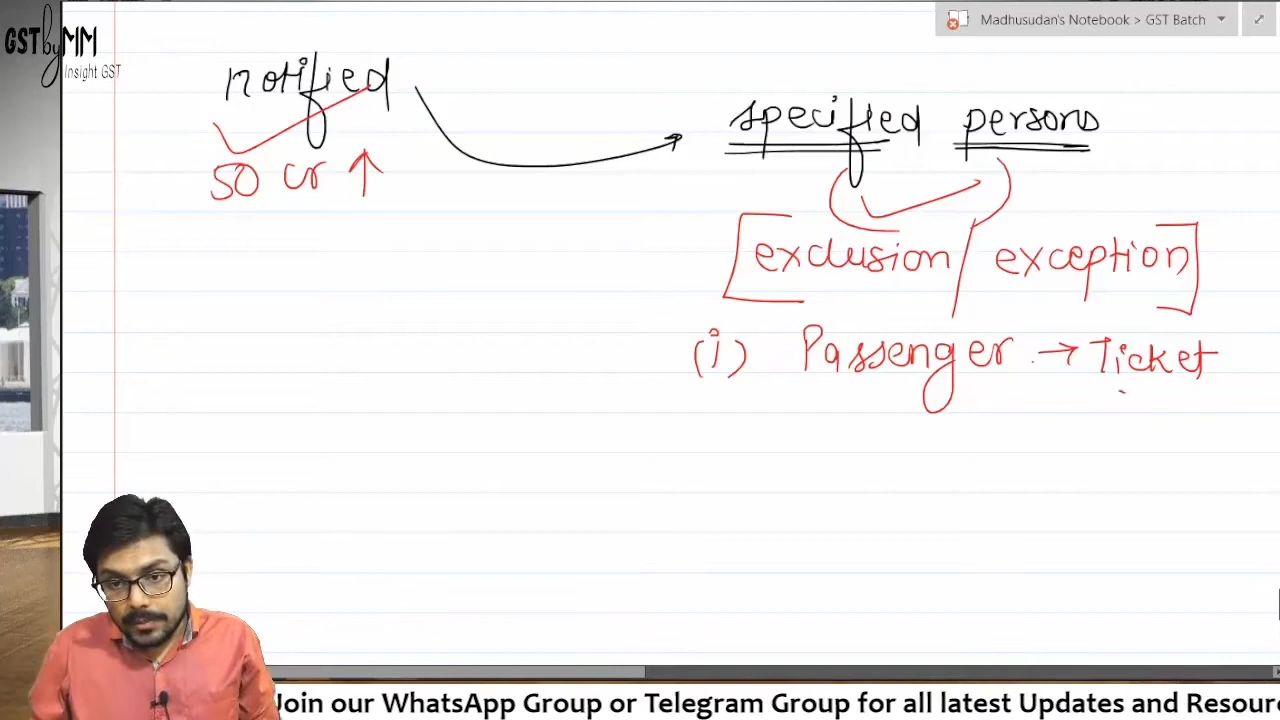 GST by MM
Insight GST
Madhusudan's Notebook > GST Batch
notified
50 cr ↑
specified persons
[exclusion / exception]
(i) Passenger → Ticket
Join our WhatsApp Group or Telegram Group for all latest Updates and Resour